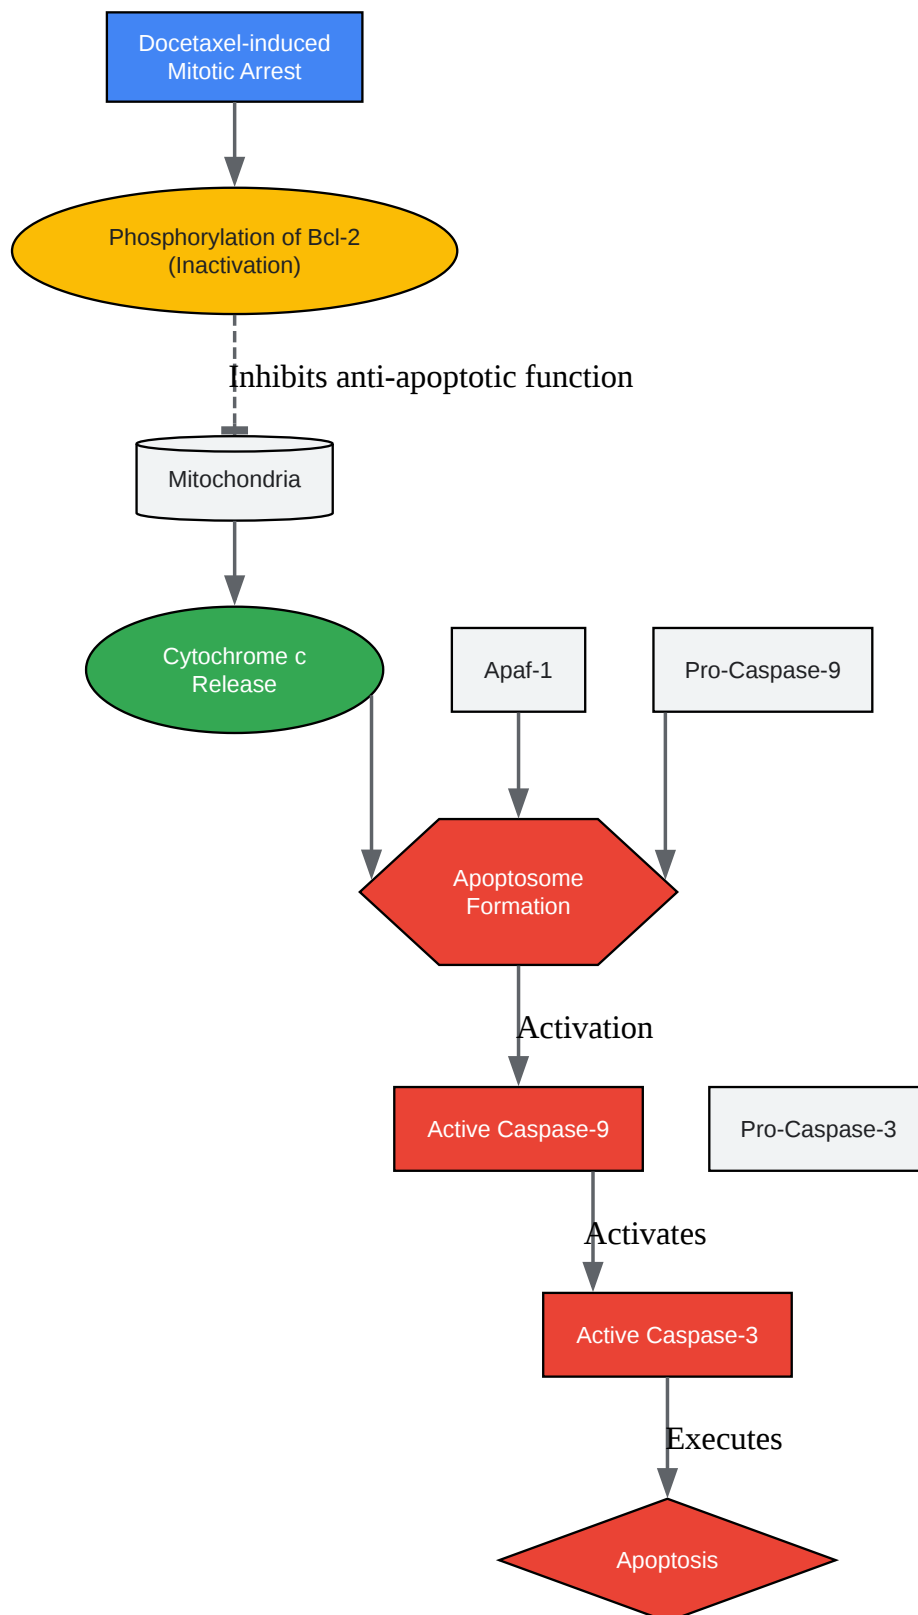 Docetaxel-induced
Mitotic Arrest
Phosphorylation of Bcl-2
(Inactivation)
Inhibits anti-apoptotic function
Mitochondria
Cytochrome c
Release
Apaf-1
Pro-Caspase-9
Apoptosome
Formation
Activation
Active Caspase-9
Pro-Caspase-3
Activates
Active Caspase-3
Executes
Apoptosis